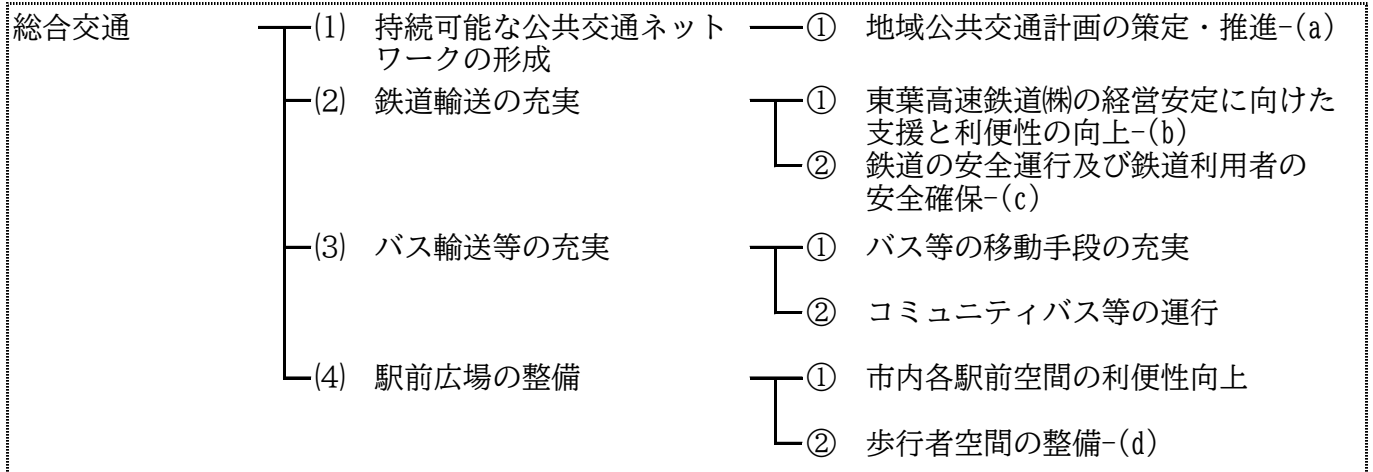 総合交通 ⑴ 持続可能な公共交通ネット ① 地域公共交通計画の策定・推進-(a)
ワークの形成
⑵ 鉄道輸送の充実 ① 東葉高速鉄道㈱の経営安定に向けた
支援と利便性の向上-(b)
② 鉄道の安全運行及び鉄道利用者の
安全確保-(c)
⑶ バス輸送等の充実 ① バス等の移動手段の充実
② コミュニティバス等の運行
⑷ 駅前広場の整備 ① 市内各駅前空間の利便性向上
② 歩行者空間の整備-(d)